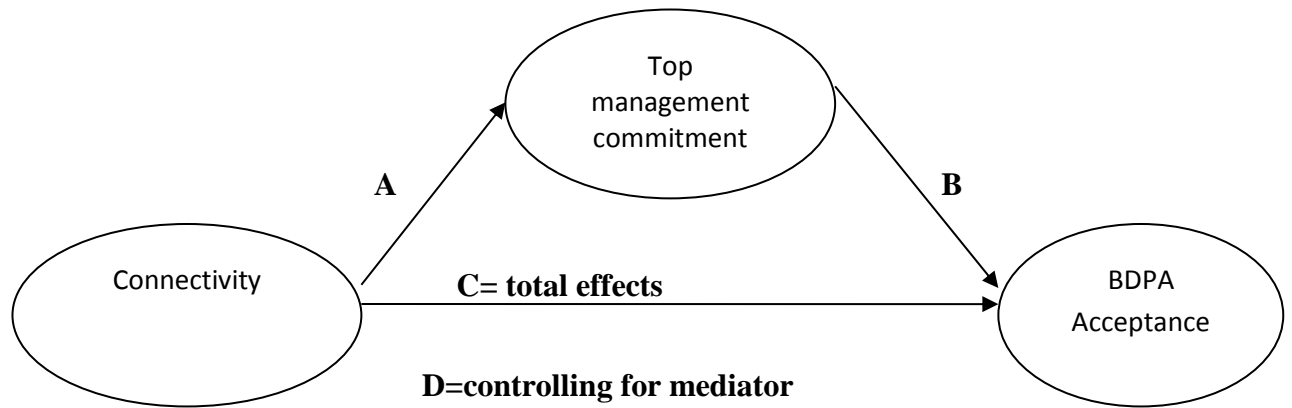 Top
management
commitment
A
B
Connectivity
C= total effects
BDPA
Acceptance
D=controlling for mediator